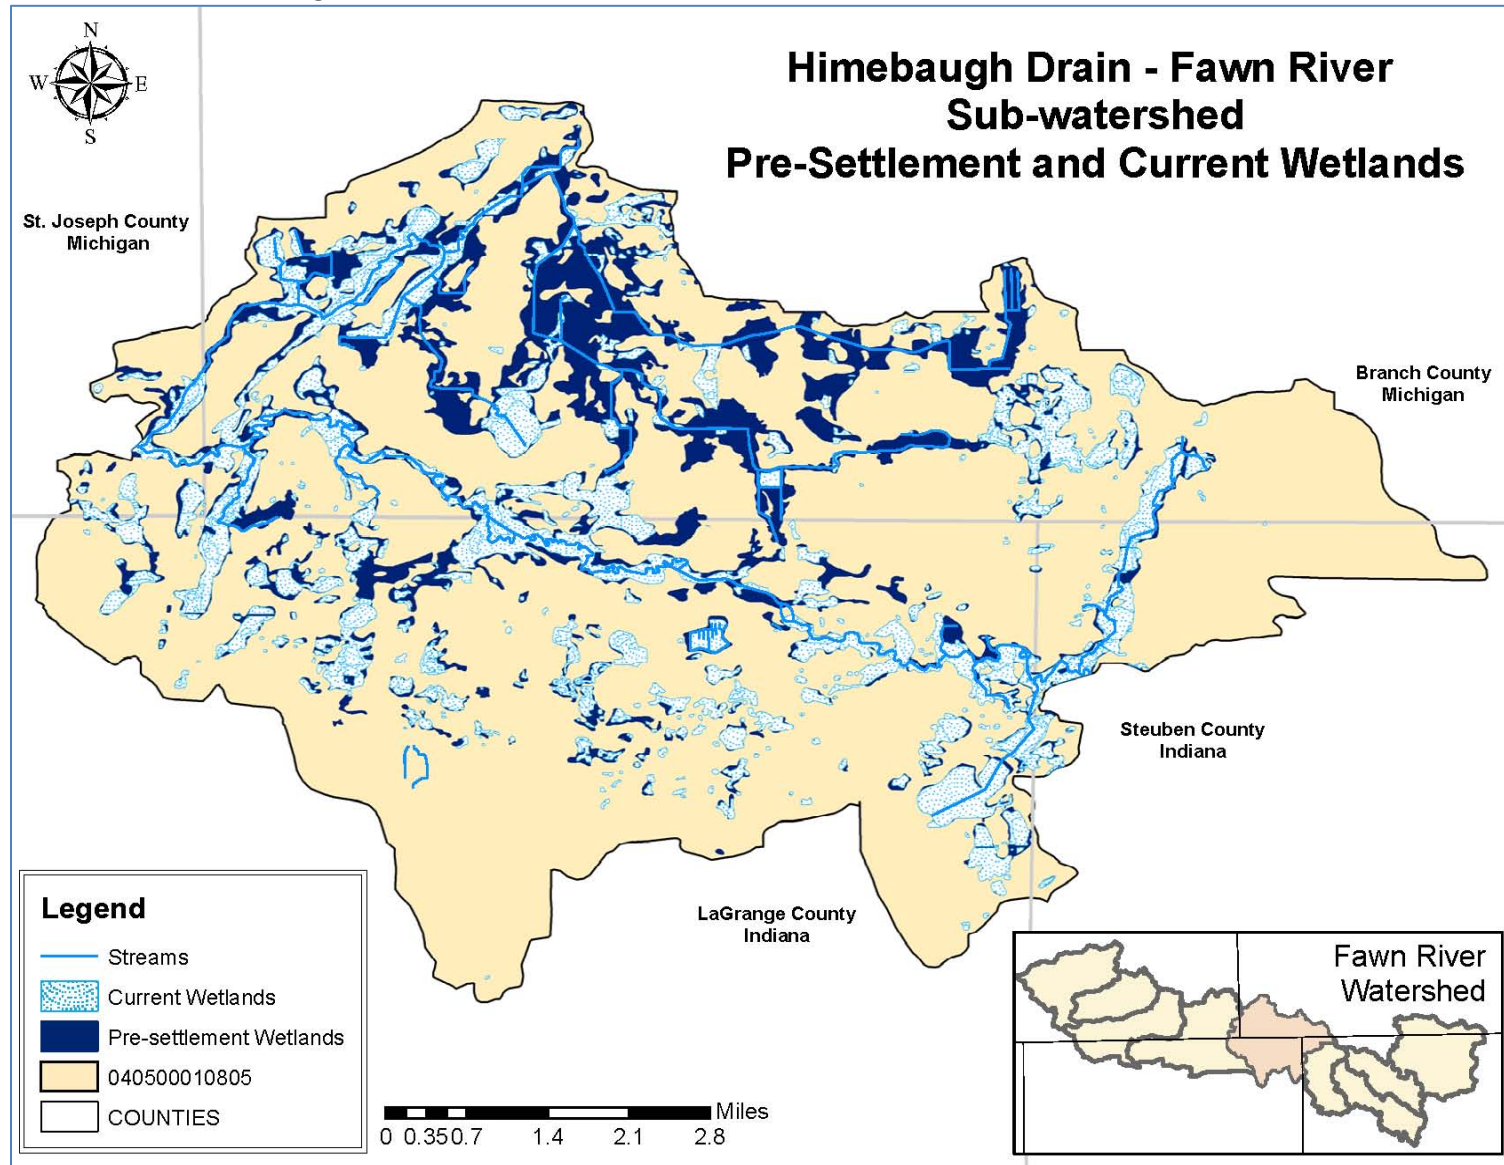 N
W E
S
Himebaugh Drain - Fawn River
Sub-watershed
Pre-Settlement and Current Wetlands
St. Joseph County
Michigan
Branch County
Michigan
Steuben County
Indiana
LaGrange County
Indiana
Legend
Streams
Current Wetlands
Pre-settlement Wetlands
040500010805
COUNTIES
Miles
0 0.35 0.7 1.4 2.1 2.8
Fawn River
Watershed